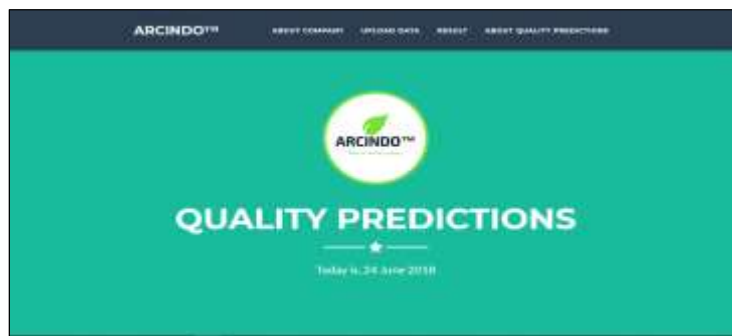 ARCINDO™ ABOUT COMPANY UPLOAD DATA RESULT ABOUT QUALITY PREDICTIONS
ARCINDO™
QUALITY PREDICTIONS
Today is, 24 June 2018